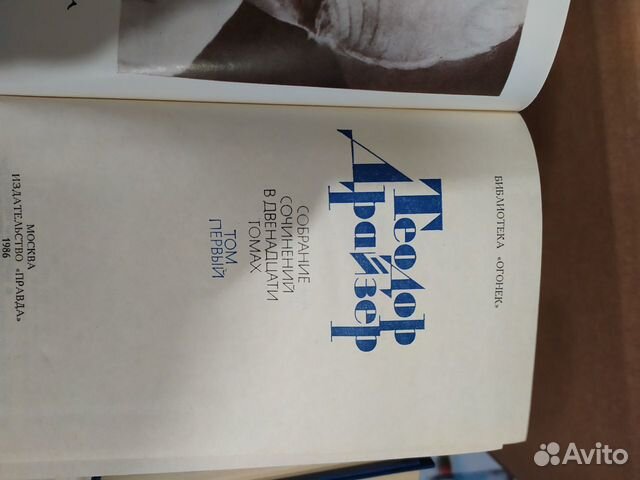 БИБЛИОТЕКА «ОГОНЕК»
Теодор
Драйзер
СОБРАНИЕ
СОЧИНЕНИЙ
В ДВЕНАДЦАТИ
ТОМАХ
ТОМ
ПЕРВЫЙ
МОСКВА
ИЗДАТЕЛЬСТВО «ПРАВДА»
1986
Avito